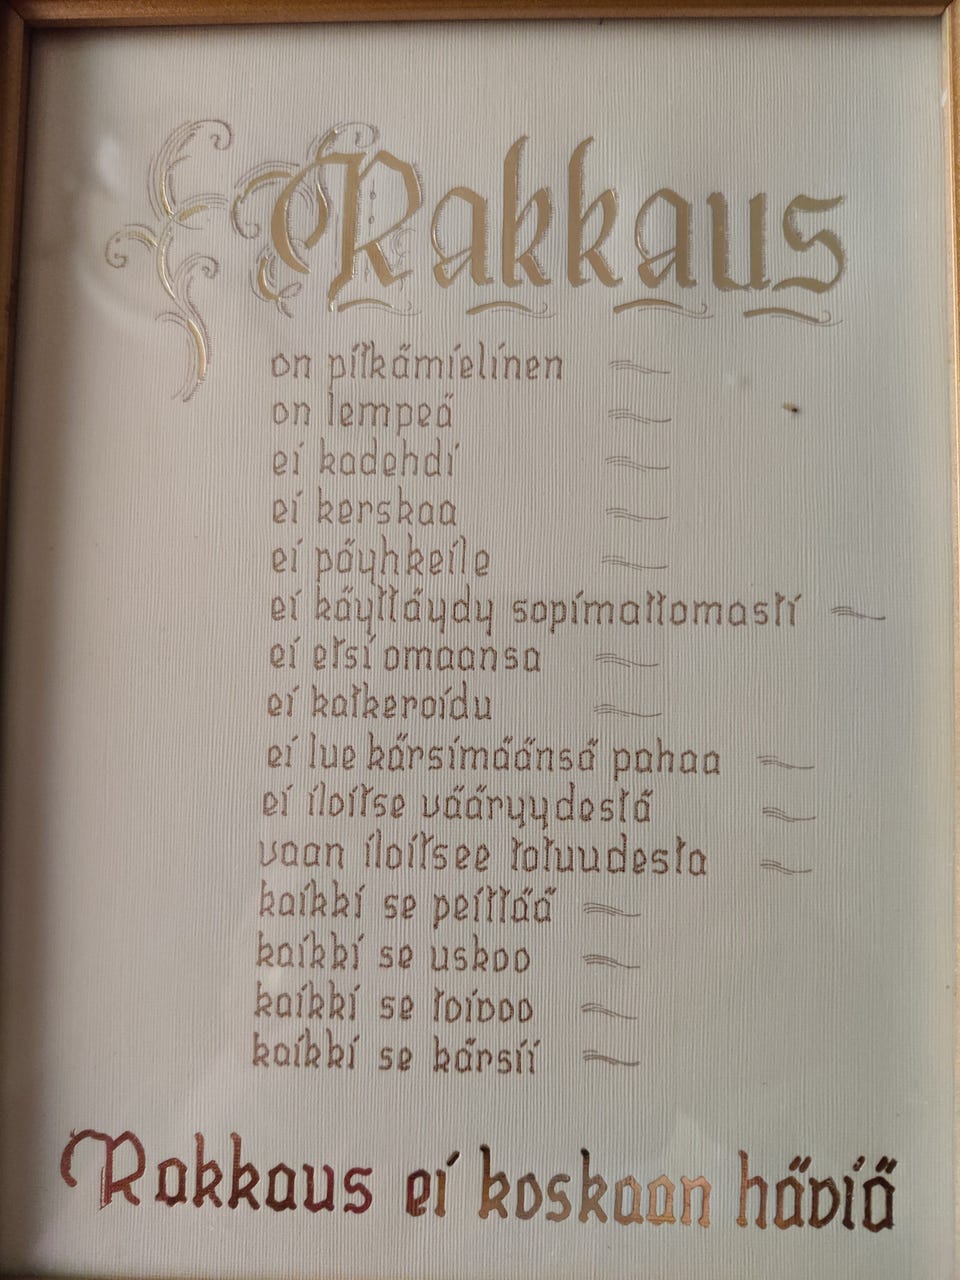 Rakkaus
on pitkämielinen
on lempeä
ei kadehdi
ei kerskaa
ei pöyhkeile
ei käyttäydy sopimattomasti
ei etsi omaansa
ei katkeroidu
ei lue kärsimäänsä pahaa
ei iloitse vääryydestä
vaan iloitsee totuudesta
kaikki se peittää
kaikki se uskoo
kaikki se toivoo
kaikki se kärsii
Rakkaus ei koskaan häviä